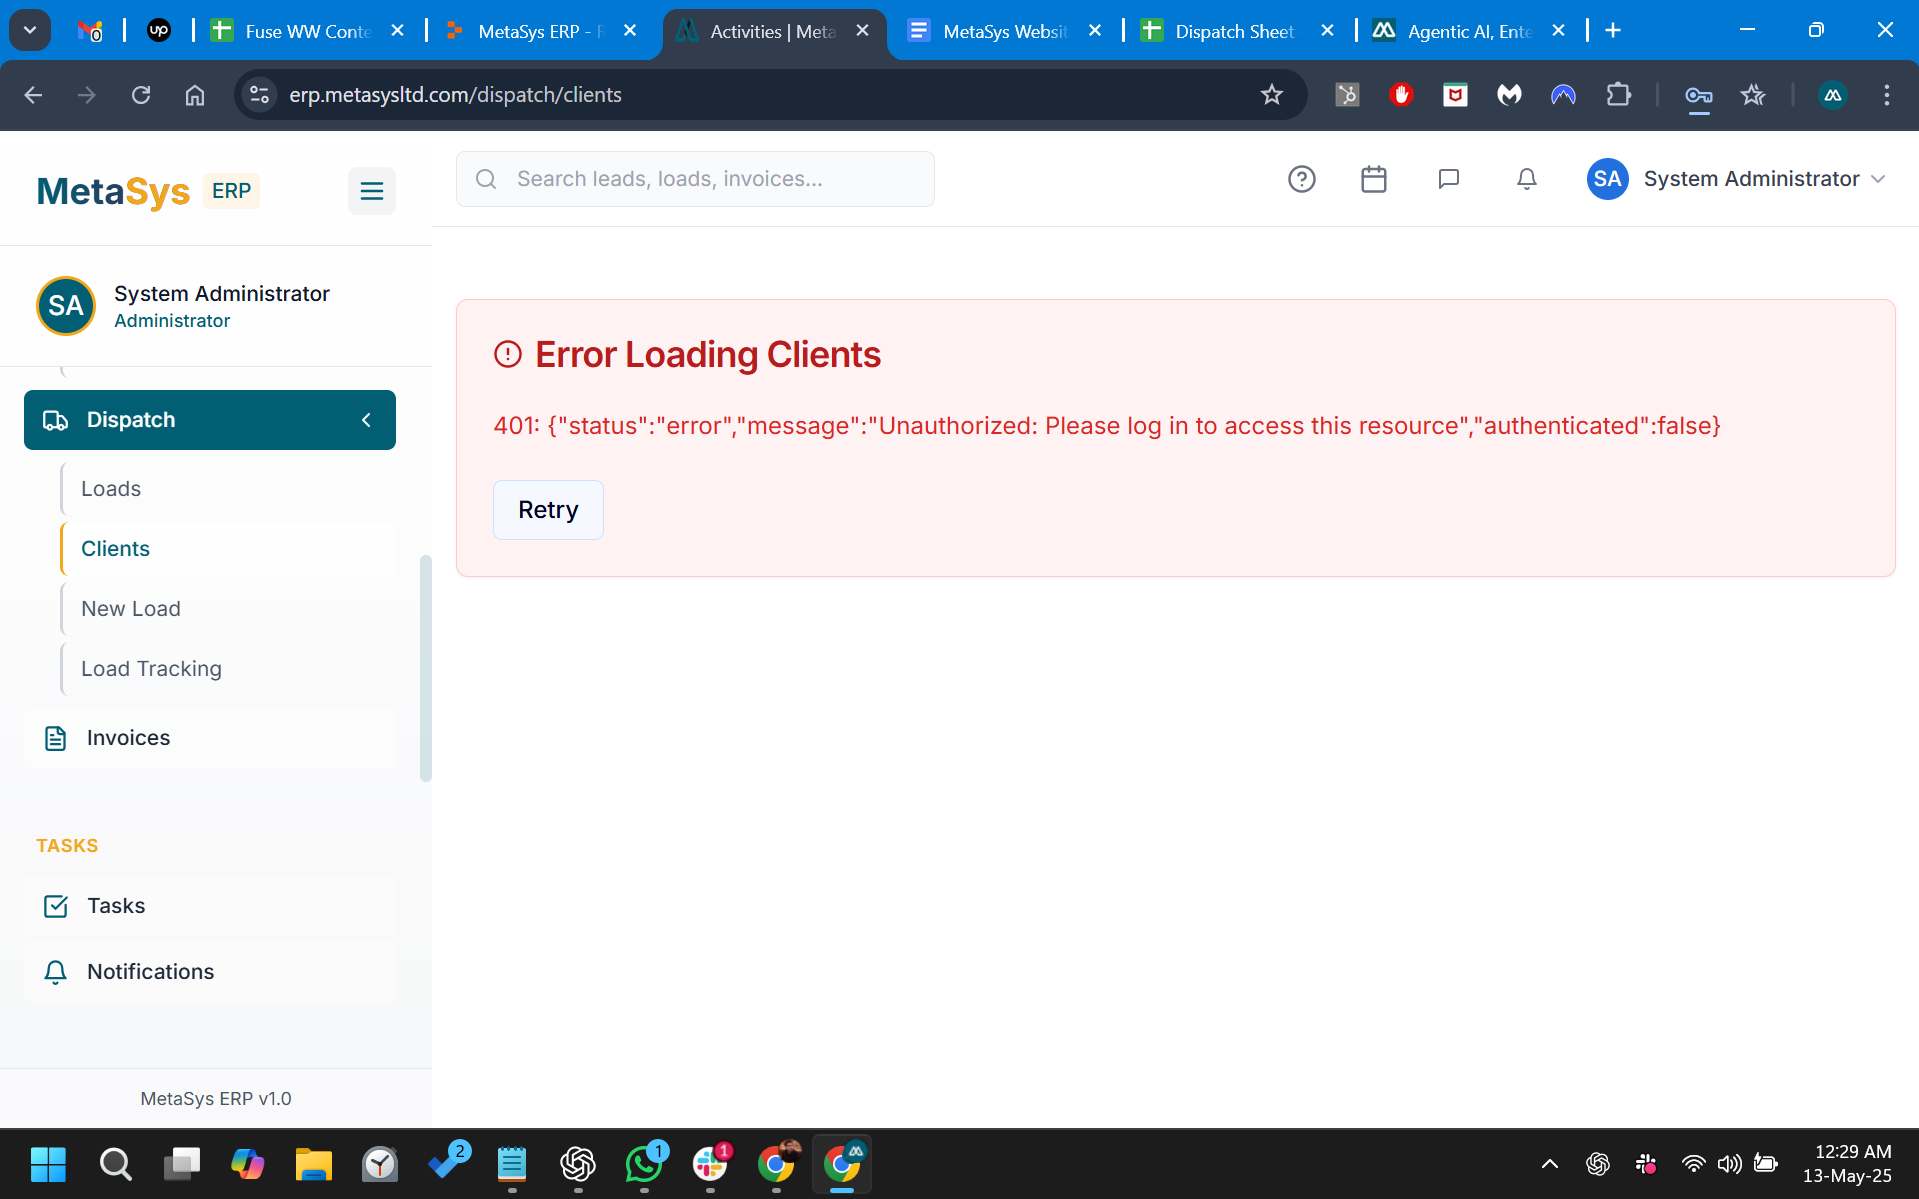 0
up
Fuse WW Conte
MetaSys ERP - R
Activities | Meta
MetaSys Websit
Dispatch Sheet
Agentic AI, Ente
erp.metasysltd.com/dispatch/clients
MetaSys ERP
Search leads, loads, invoices...
SA System Administrator
SA
System Administrator
Administrator
Dispatch
Loads
Clients
New Load
Load Tracking
Invoices
TASKS
Tasks
Notifications
MetaSys ERP v1.0
Error Loading Clients
401: {"status":"error","message":"Unauthorized: Please log in to access this resource","authenticated":false}
Retry
2
1
1
12:29 AM
13-May-25